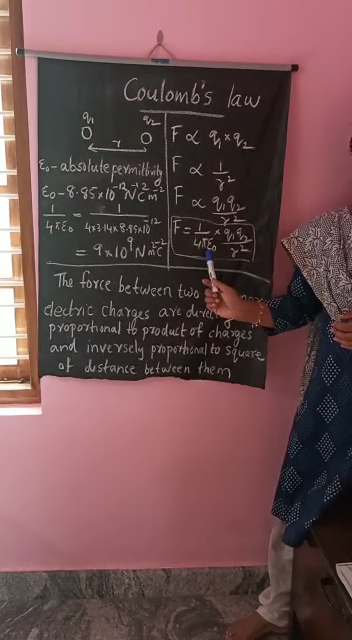 Coulomb's law
q₁ q₂
r
ε₀ - absolute permittivity
ε₀ - 8.85×10⁻¹² N⁻¹C²m⁻²
1/4πε₀ = 1/4×3.14×8.85×10⁻¹²
= 9×10⁹ Nm²C⁻²
F ∝ q₁×q₂
F ∝ 1/r²
F ∝ q₁q₂/r²
F = 1/4πε₀ × q₁q₂/r²
The force between two
electric charges are
proportional to product of charges
and inversely proportional to square
of distance between them